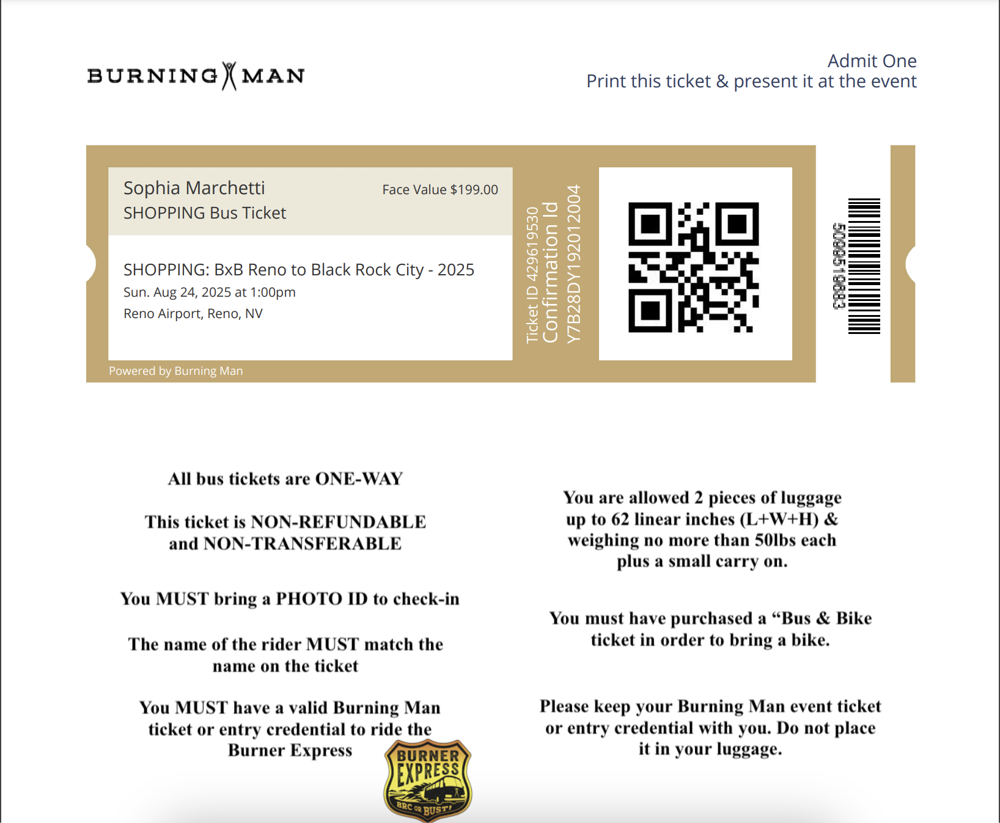 BURNING MAN
Admit One
Print this ticket & present it at the event
Sophia Marchetti
Face Value $199.00
SHOPPING Bus Ticket
SHOPPING: BxB Reno to Black Rock City - 2025
Sun. Aug 24, 2025 at 1:00pm
Reno Airport, Reno, NV
Powered by Burning Man
Ticket ID 429619530
Confirmation Id
Y7B28DY192012004
All bus tickets are ONE-WAY
This ticket is NON-REFUNDABLE
and NON-TRANSFERABLE
You MUST bring a PHOTO ID to check-in
The name of the rider MUST match the
name on the ticket
You MUST have a valid Burning Man
ticket or entry credential to ride the
Burner Express
BURNER
EXPRESS
BRC OR BUST!
You are allowed 2 pieces of luggage
up to 62 linear inches (L+W+H) &
weighing no more than 50lbs each
plus a small carry on.
You must have purchased a “Bus & Bike
ticket in order to bring a bike.
Please keep your Burning Man event ticket
or entry credential with you. Do not place
it in your luggage.